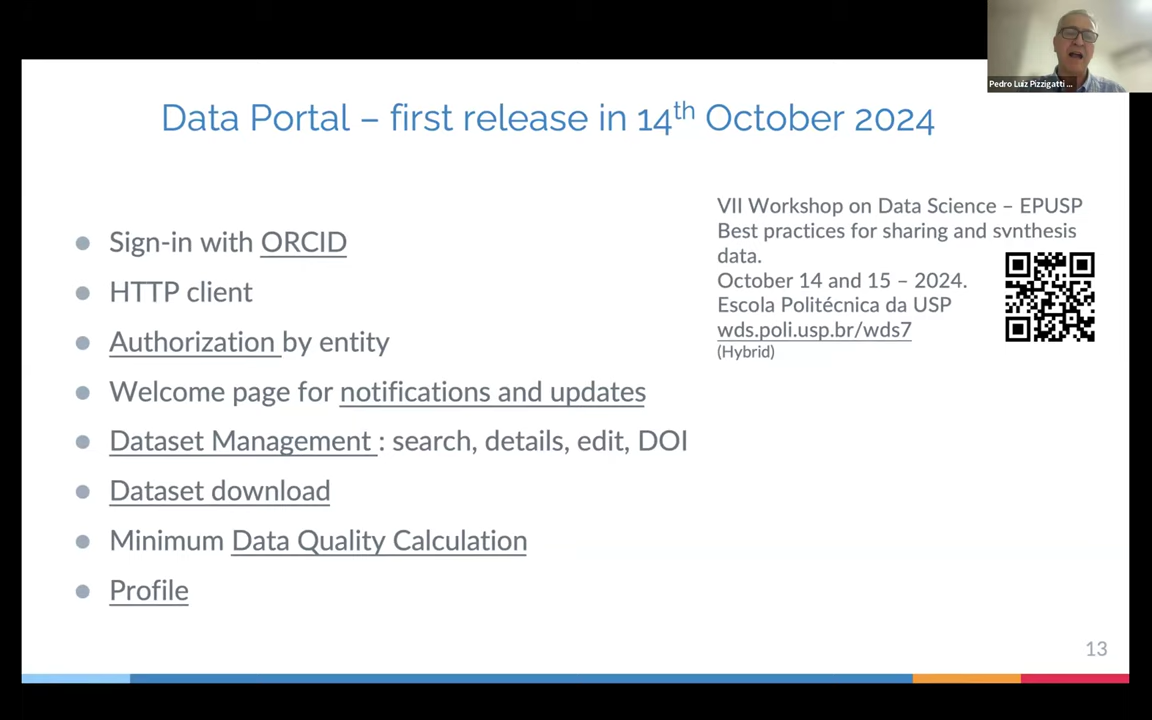 Pedro Luiz Pizzigatti ...
Data Portal – first release in 14th October 2024
Sign-in with ORCID
HTTP client
Authorization by entity
Welcome page for notifications and updates
Dataset Management : search, details, edit, DOI
Dataset download
Minimum Data Quality Calculation
Profile
VII Workshop on Data Science – EPUSP
Best practices for sharing and synthesis
data.
October 14 and 15 – 2024.
Escola Politécnica da USP
wds.poli.usp.br/wds7
(Hybrid)
13